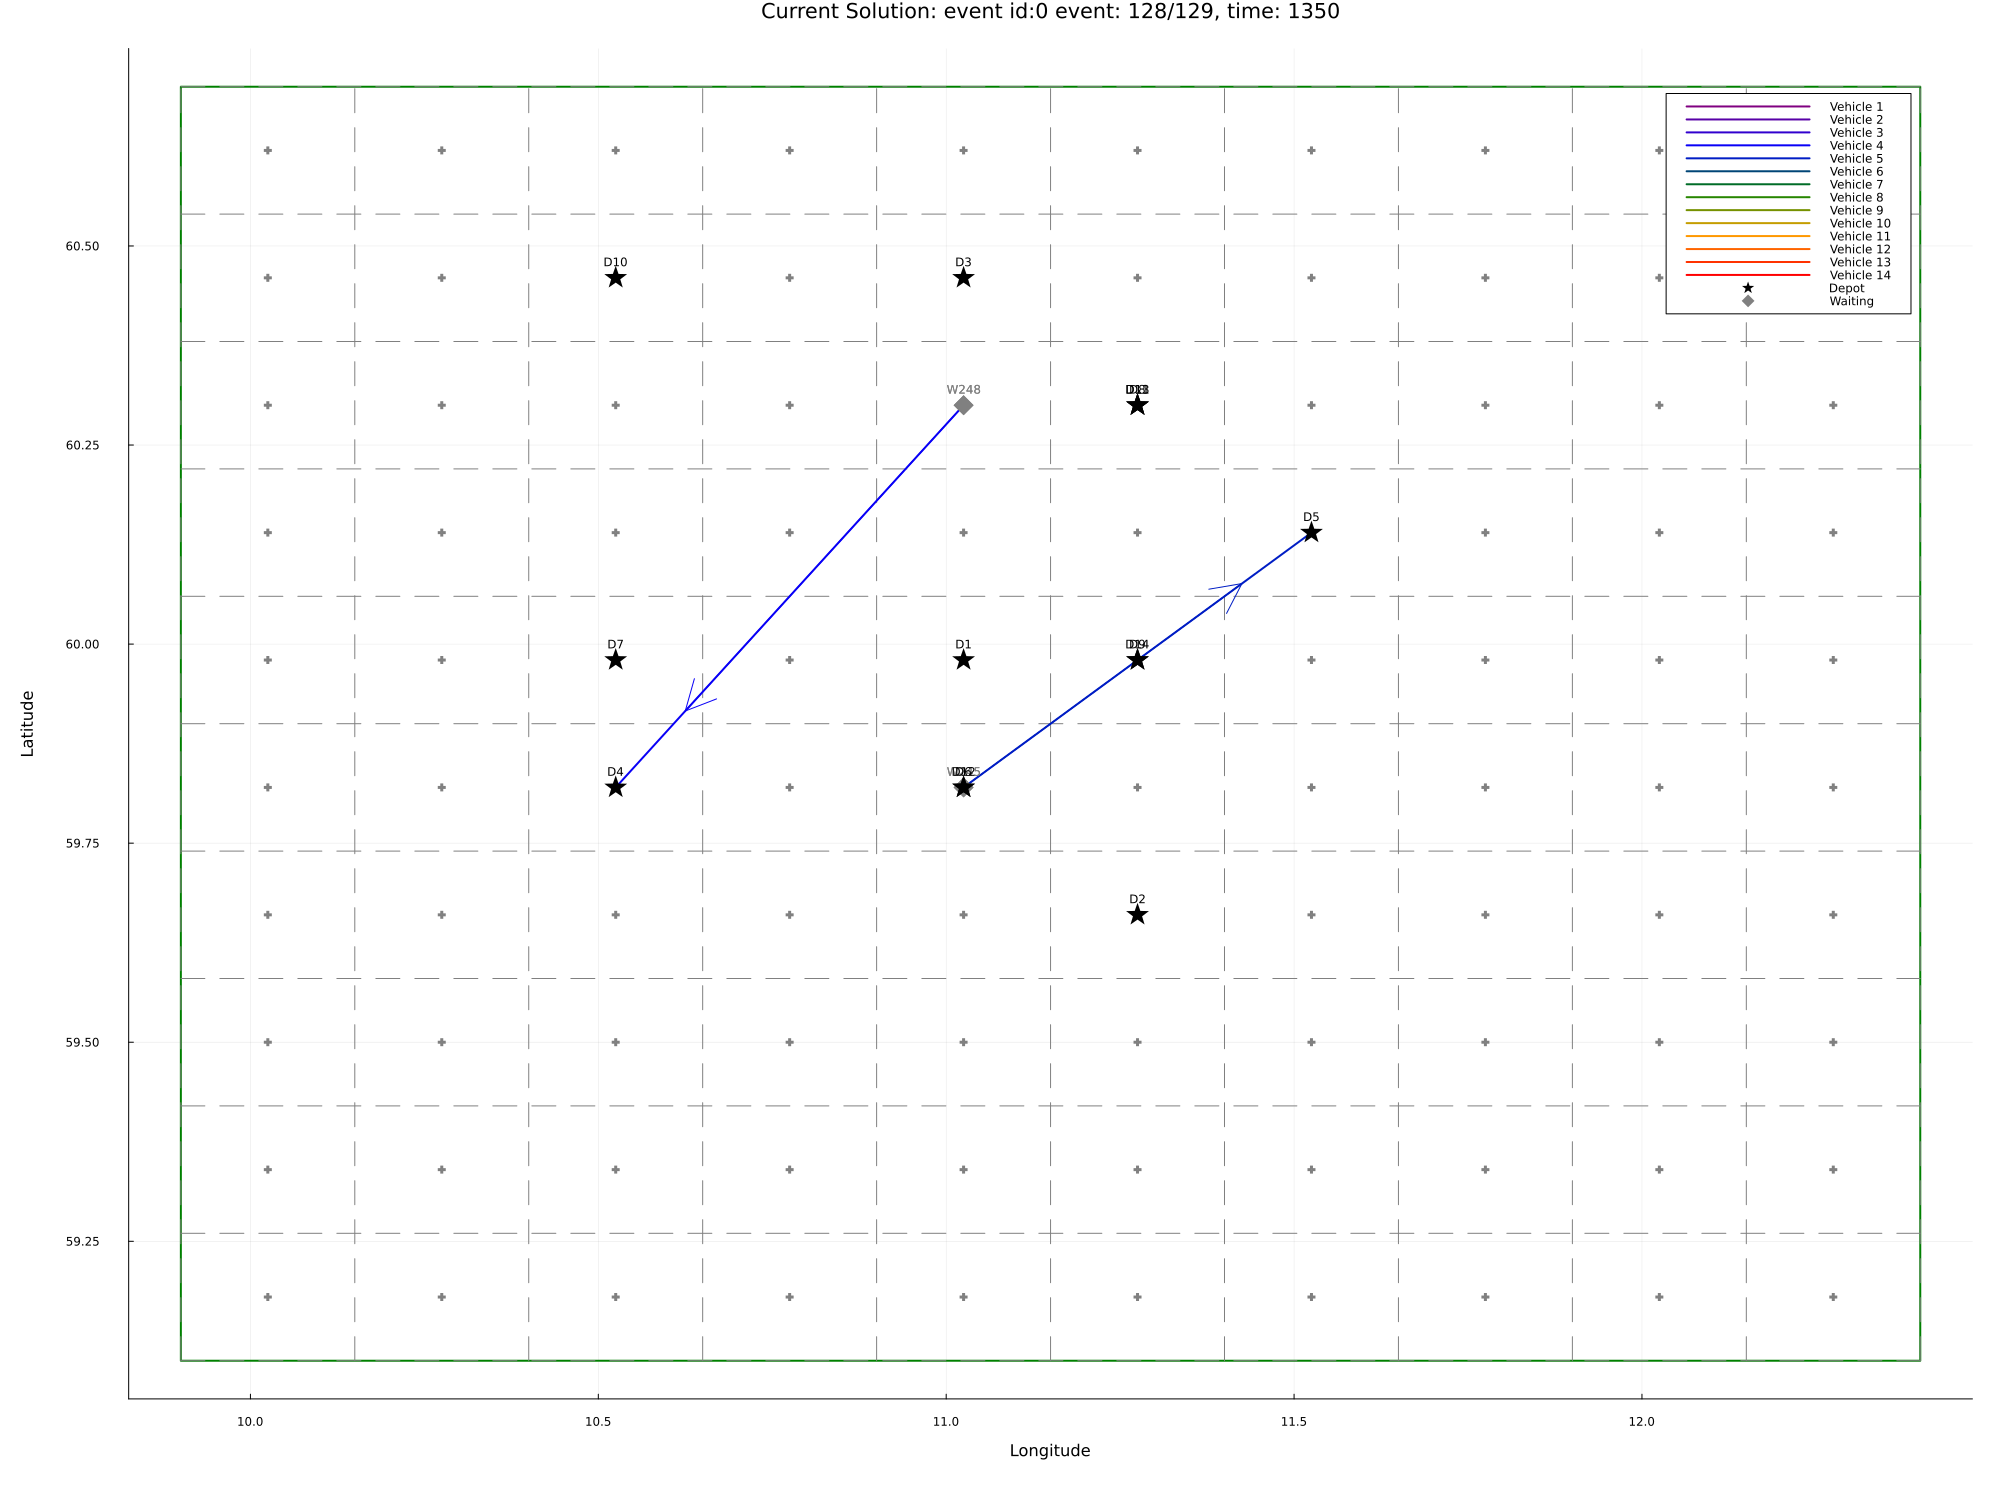 Current Solution: event id:0 event: 128/129, time: 1350
Vehicle 1
Vehicle 2
Vehicle 3
Vehicle 4
Vehicle 5
Vehicle 6
Vehicle 7
Vehicle 8
Vehicle 9
Vehicle 10
Vehicle 11
Vehicle 12
Vehicle 13
Vehicle 14
Depot
Waiting
60.50
D10
D3
W248
60.25
D5
60.00
D7
D1
Latitude
D4
59.75
D2
59.50
59.25
10.0
10.5
11.0
11.5
12.0
Longitude